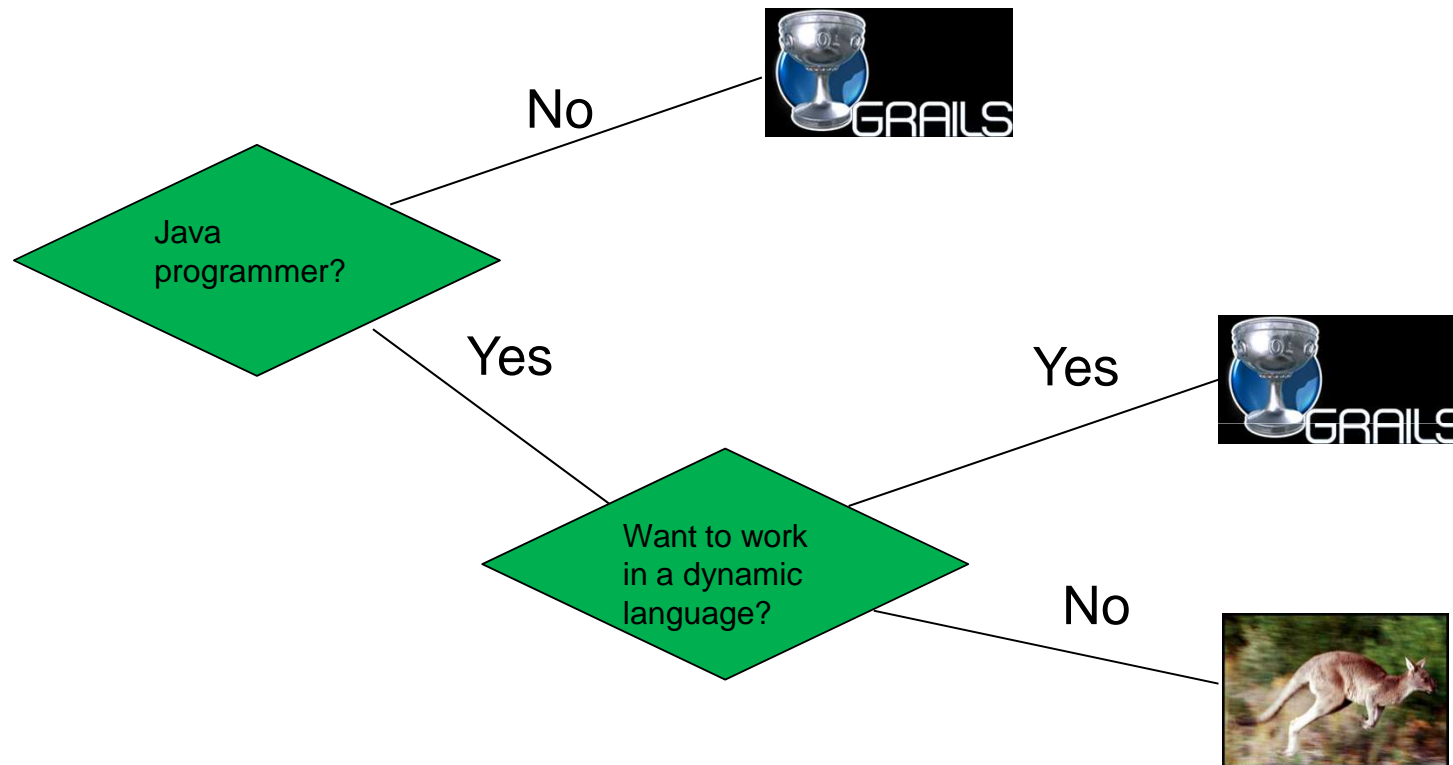 No
GRAILS
Java
programmer?
Yes
Yes
GRAILS
Want to work
in a dynamic
language?
No